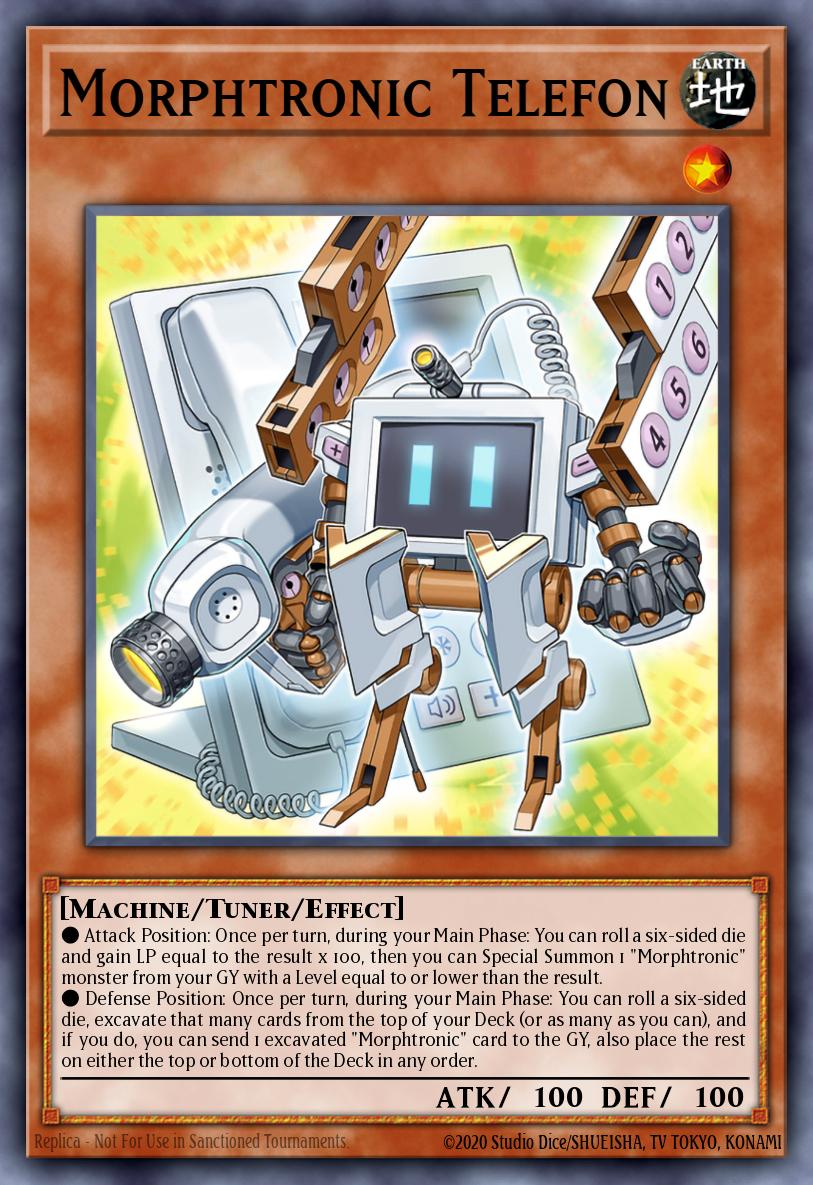 Morphtronic Telefon
EARTH
地
1 2
4 5 6
+
-
[Machine/Tuner/Effect]
● Attack Position: Once per turn, during your Main Phase: You can roll a six-sided die
and gain LP equal to the result x 100, then you can Special Summon 1 "Morphtronic"
monster from your GY with a Level equal to or lower than the result.
● Defense Position: Once per turn, during your Main Phase: You can roll a six-sided
die, excavate that many cards from the top of your Deck (or as many as you can), and
if you do, you can send 1 excavated "Morphtronic" card to the GY, also place the rest
on either the top or bottom of the Deck in any order.
ATK/ 100 DEF/ 100
Replica - Not For Use in Sanctioned Tournaments.
©2020 Studio Dice/SHUEISHA, TV TOKYO, KONAMI